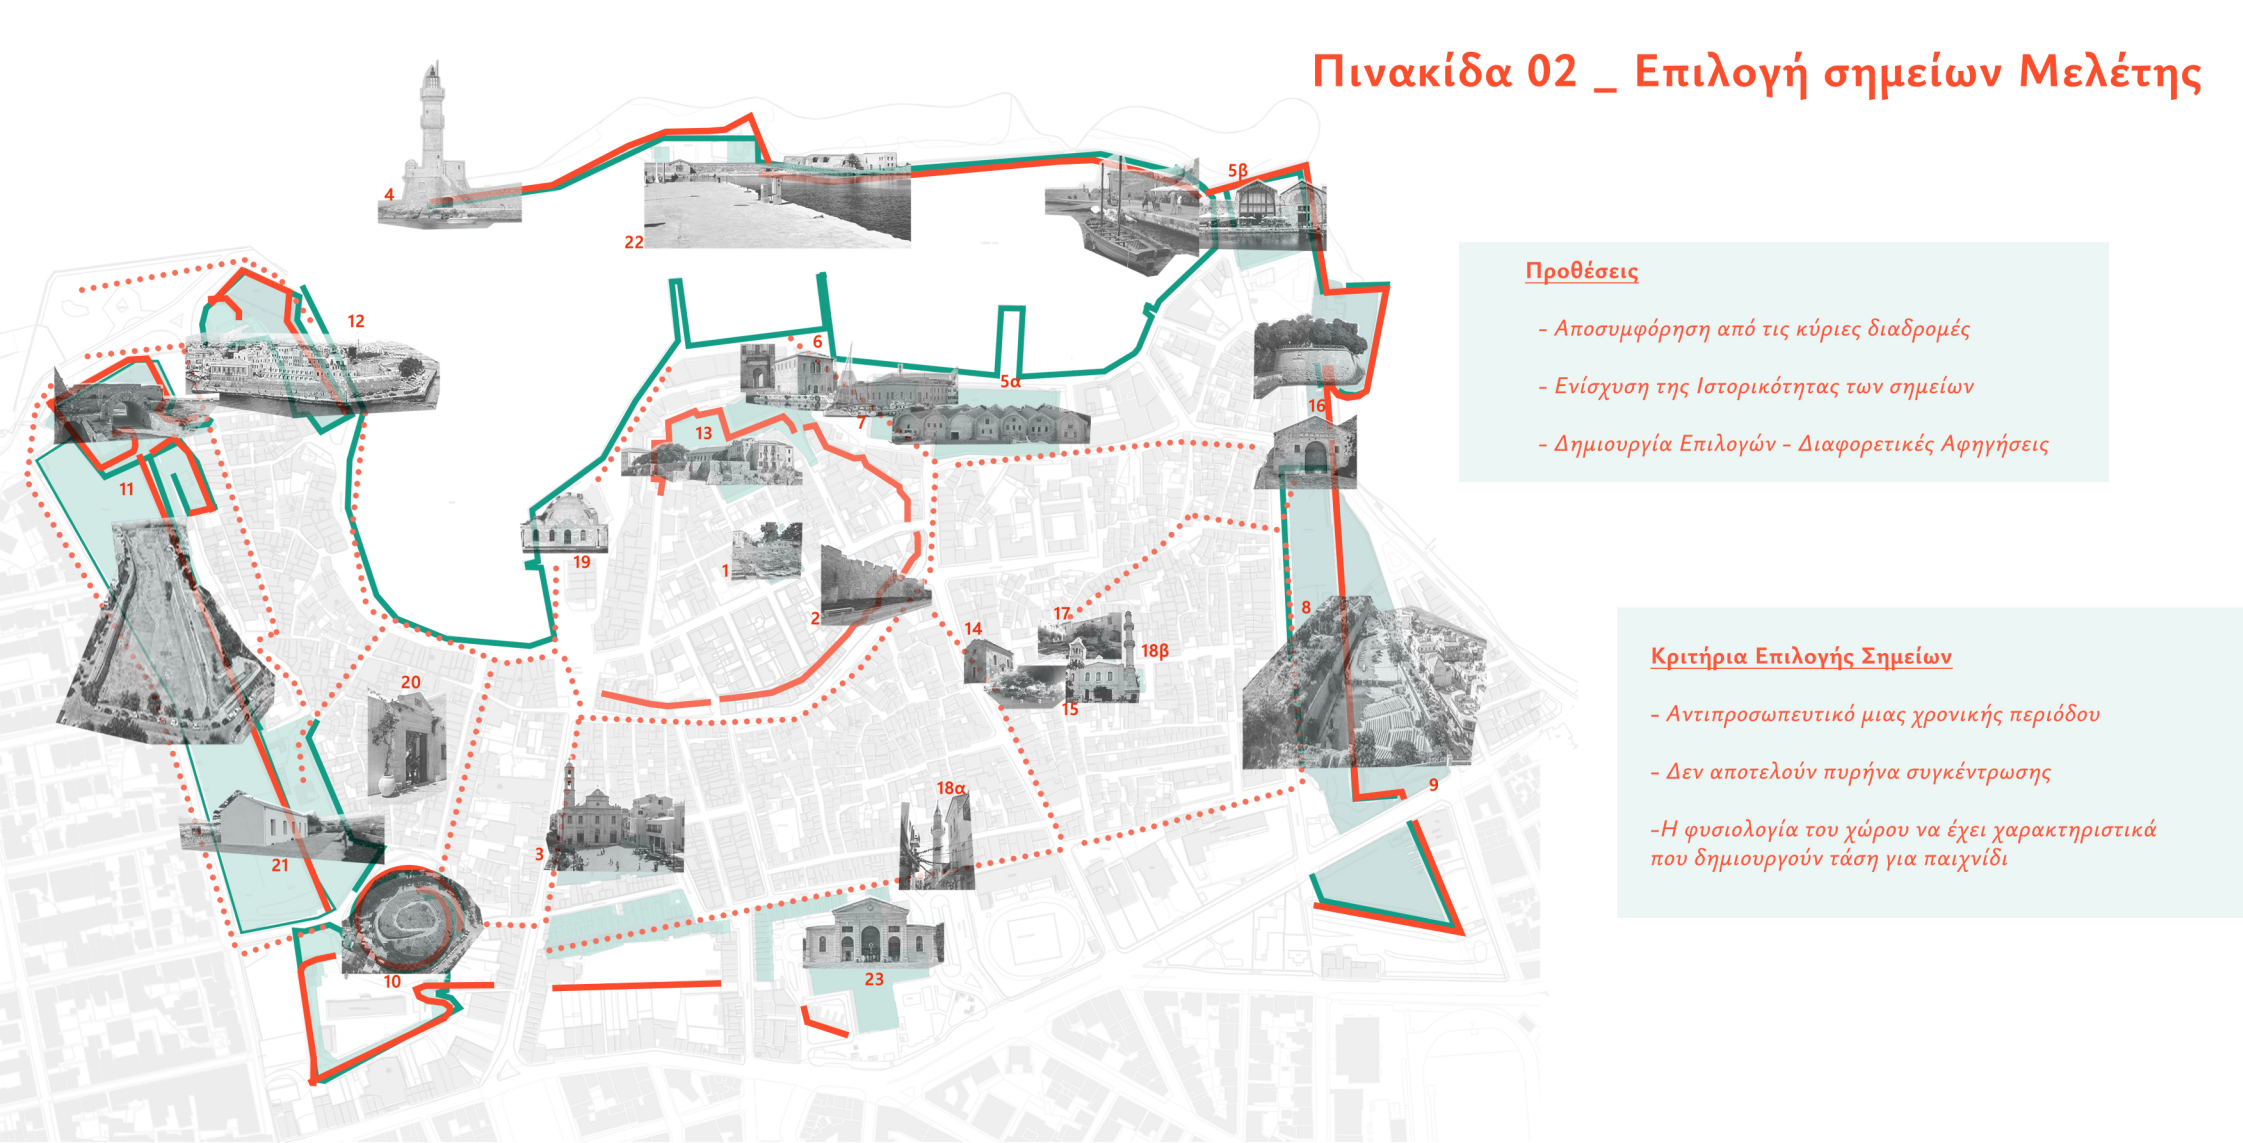 Πινακίδα 02 _ Επιλογή σημείων Μελέτης
4
5β
22
Προθέσεις
- Αποσυμφόρηση από τις κύριες διαδρομές
- Ενίσχυση της Ιστορικότητας των σημείων
- Δημιουργία Επιλογών - Διαφορετικές Αφηγήσεις
12
6
5α
16
7
13
11
19
1
2
8
17
14
18β
15
20
9
18α
3
21
10
23
Κριτήρια Επιλογής Σημείων
- Αντιπροσωπευτικό μιας χρονικής περιόδου
- Δεν αποτελούν πυρήνα συγκέντρωσης
-Η φυσιολογία του χώρου να έχει χαρακτηριστικά
που δημιουργούν τάση για παιχνίδι